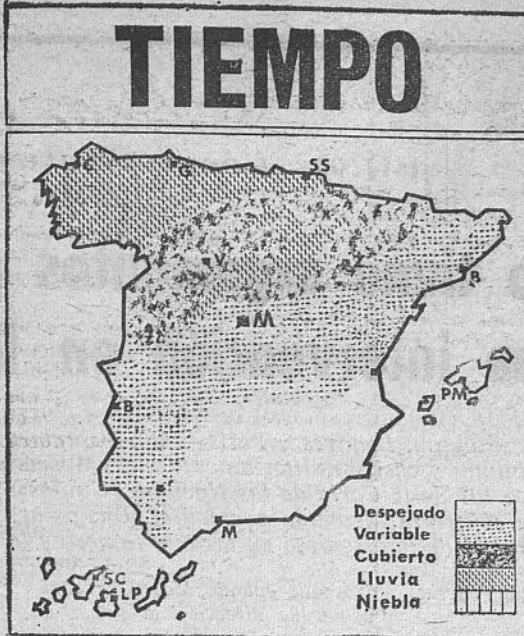 TIEMPO
C
G
SS
V
Z
B
M
PM
B
S
M
SC
LP
Despejado
Variable
Cubierto
Lluvia
Niebla